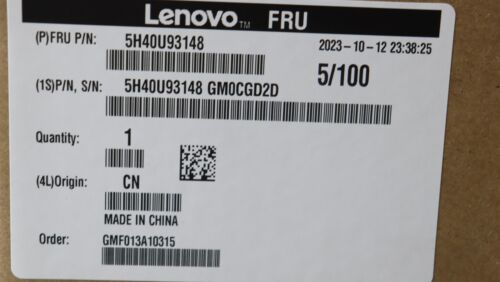 Lenovo™ FRU
(P)FRU P/N: 5H40U93148 2023-10-12 23:38:25
5/100
(1S)P/N, S/N: 5H40U93148 GM0CGD2D
Quantity: 1
(4L)Origin: CN
MADE IN CHINA
Order: GMF013A10315